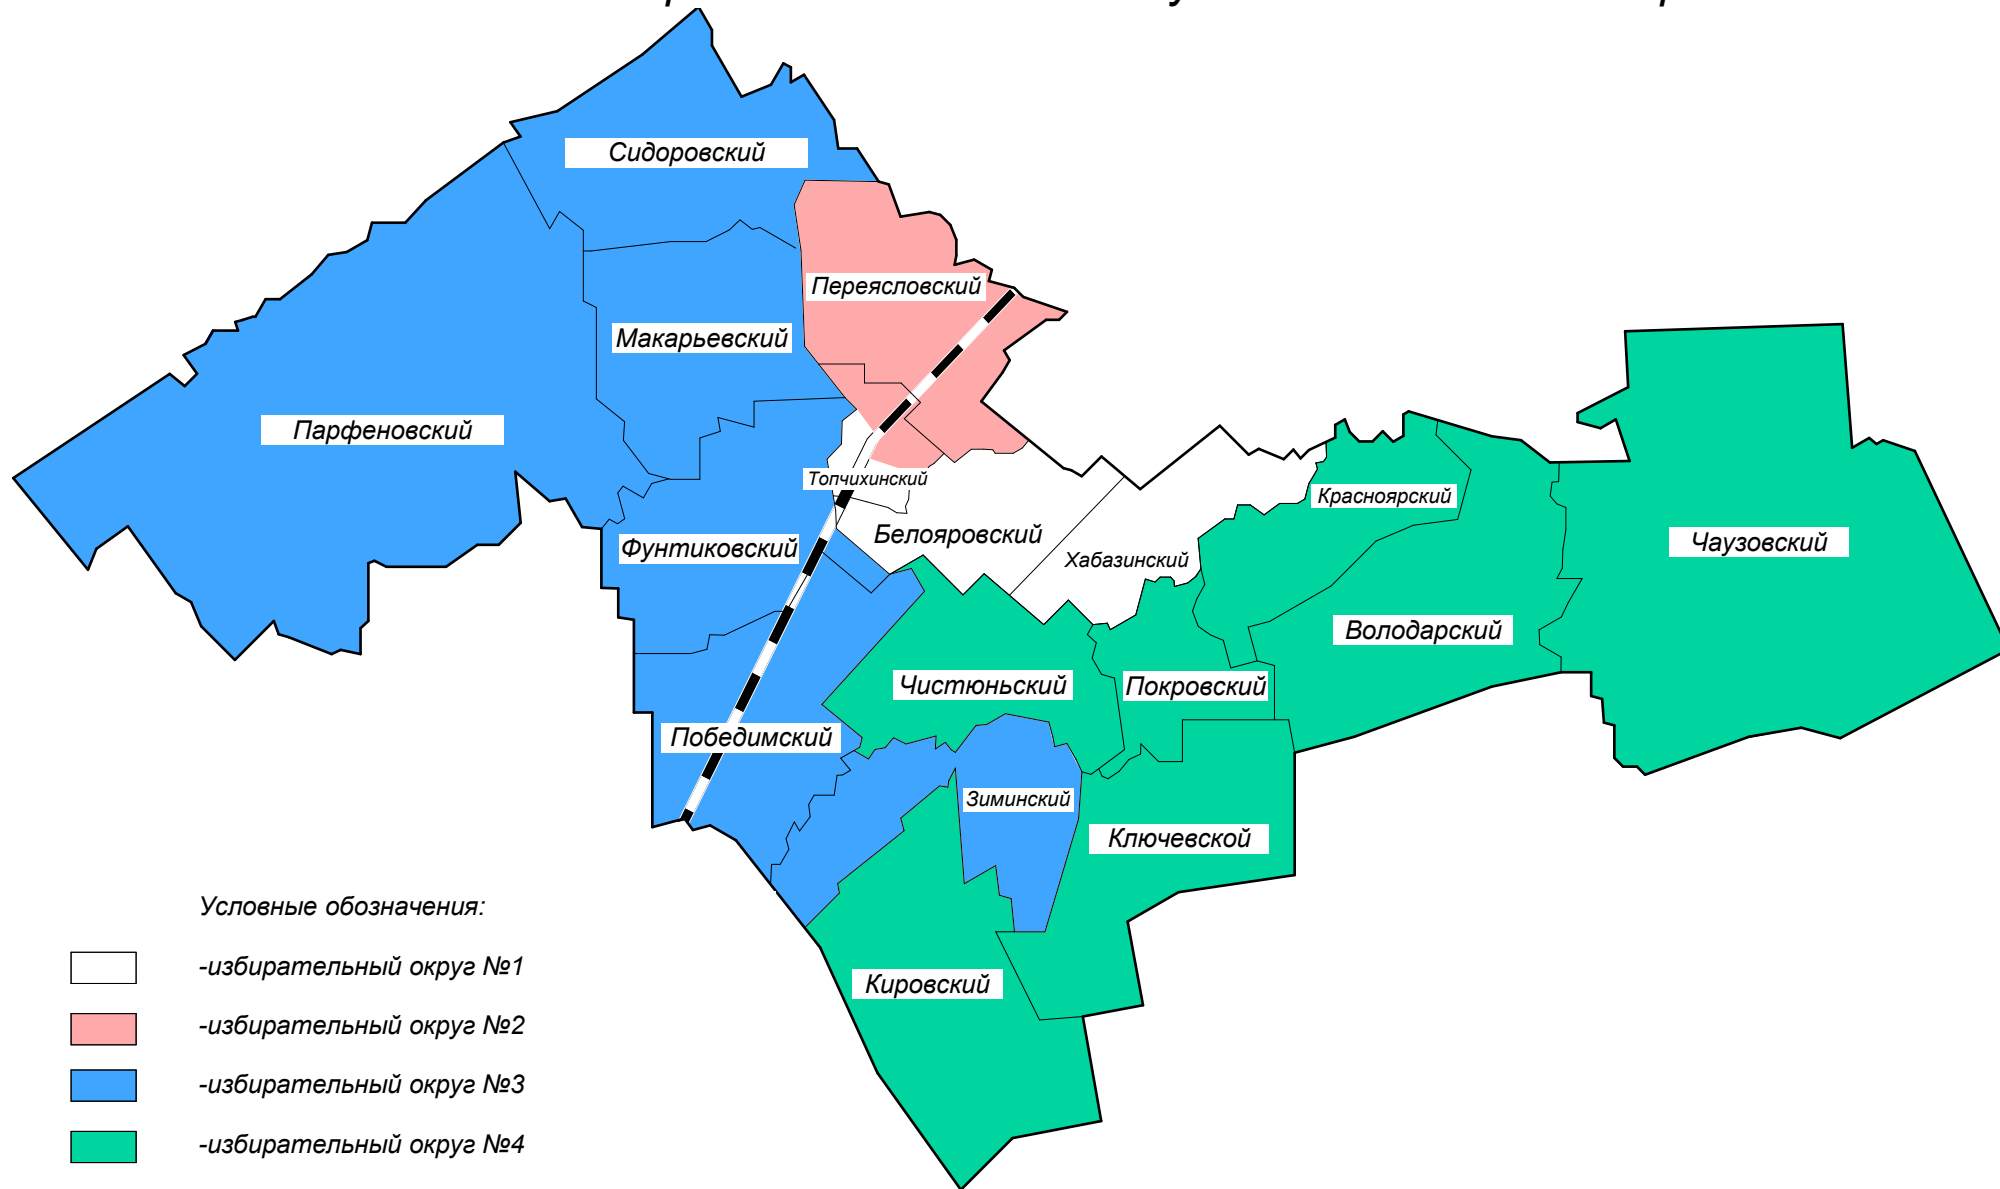 Сидоровский
Переясловский
Макарьевский
Парфеновский
Топчихинский
Красноярский
Белояровский
Фунтиковский
Хабазинский
Чаузовский
Володарский
Чистюньский
Покровский
Победимский
Зиминский
Ключевской
Кировский
Условные обозначения:
-избирательный округ №1
-избирательный округ №2
-избирательный округ №3
-избирательный округ №4